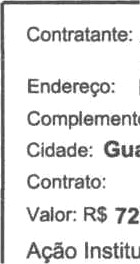 Contratante:
Endereço:
Complemento
Cidade: Gua
Contrato:
Valor: R$ 72
Ação Institu